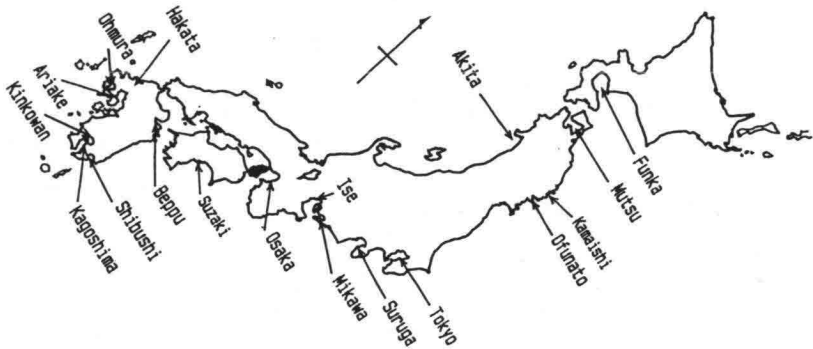 Hakata
Ohmura
Ariake
Kinkowan
Kagoshima
Shibushi
Beppu
Suzaki
Osaka
Ise
Mikawa
Suruga
Tokyo
Akita
Ofunato
Kamaishi
Mutsu
Funka